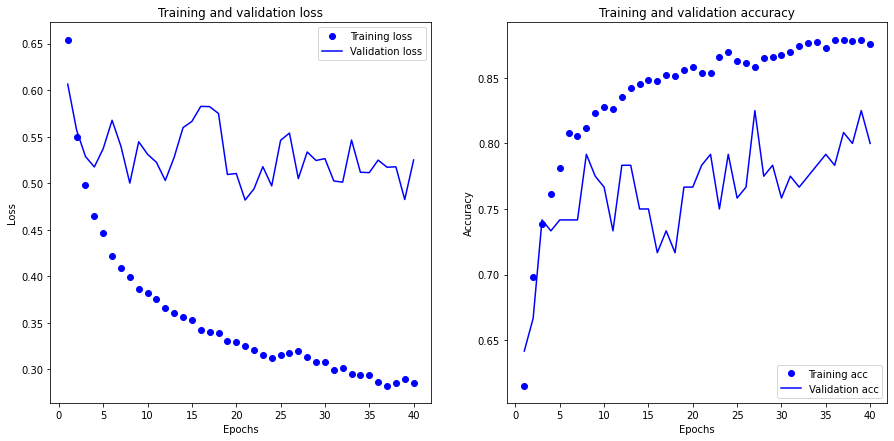 Training and validation loss
Training loss
Validation loss
0.65
0.60
0.55
0.50
0.45
0.40
0.35
0.30
Loss
0 5 10 15 20 25 30 35 40
Epochs
Training and validation accuracy
0.85
0.80
0.75
0.70
0.65
Accuracy
Training acc
Validation acc
0 5 10 15 20 25 30 35 40
Epochs